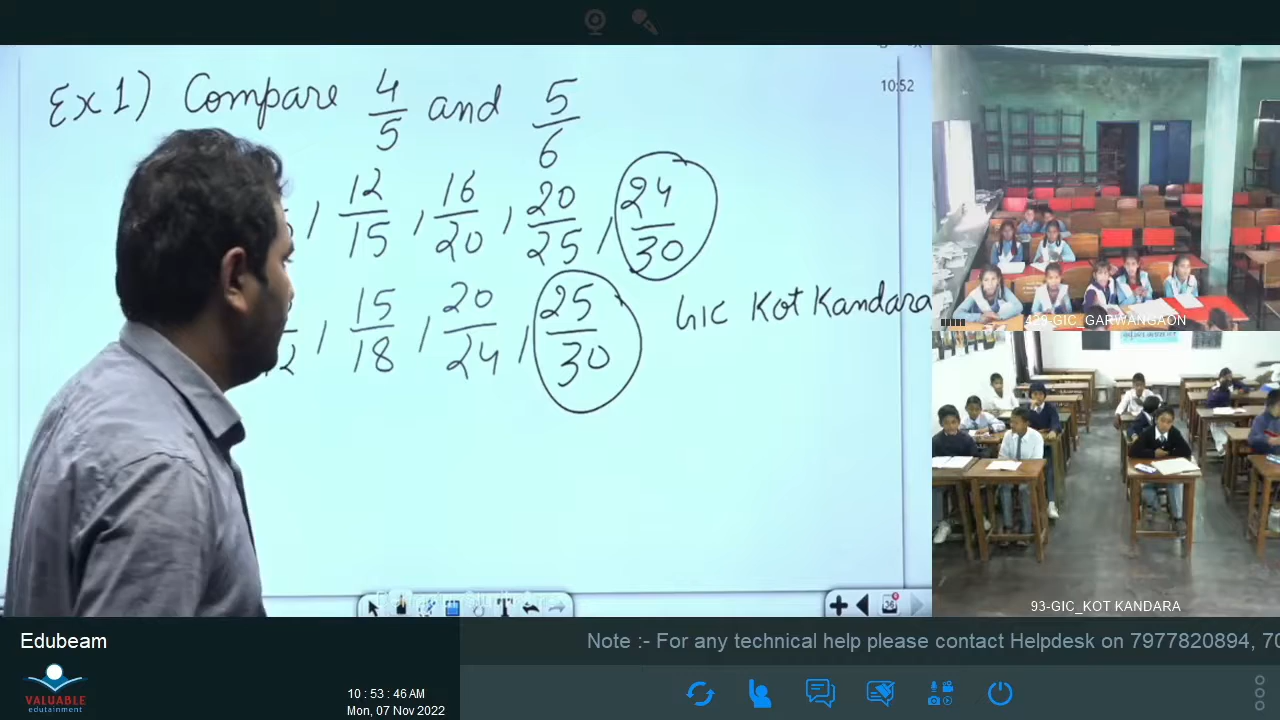 10:52
Ex 1) Compare 4/5 and 5/6
, 12/15 , 16/20 , 20/25 , 24/30
15/18 , 20/24 , 25/30
GIC Kot Kandara
429-GIC_GARWANGAON
93-GIC_KOT KANDARA
Edubeam
Note :- For any technical help please contact Helpdesk on 7977820894, 70
VALUABLE
edutainment
10 : 53 : 46 AM
Mon, 07 Nov 2022